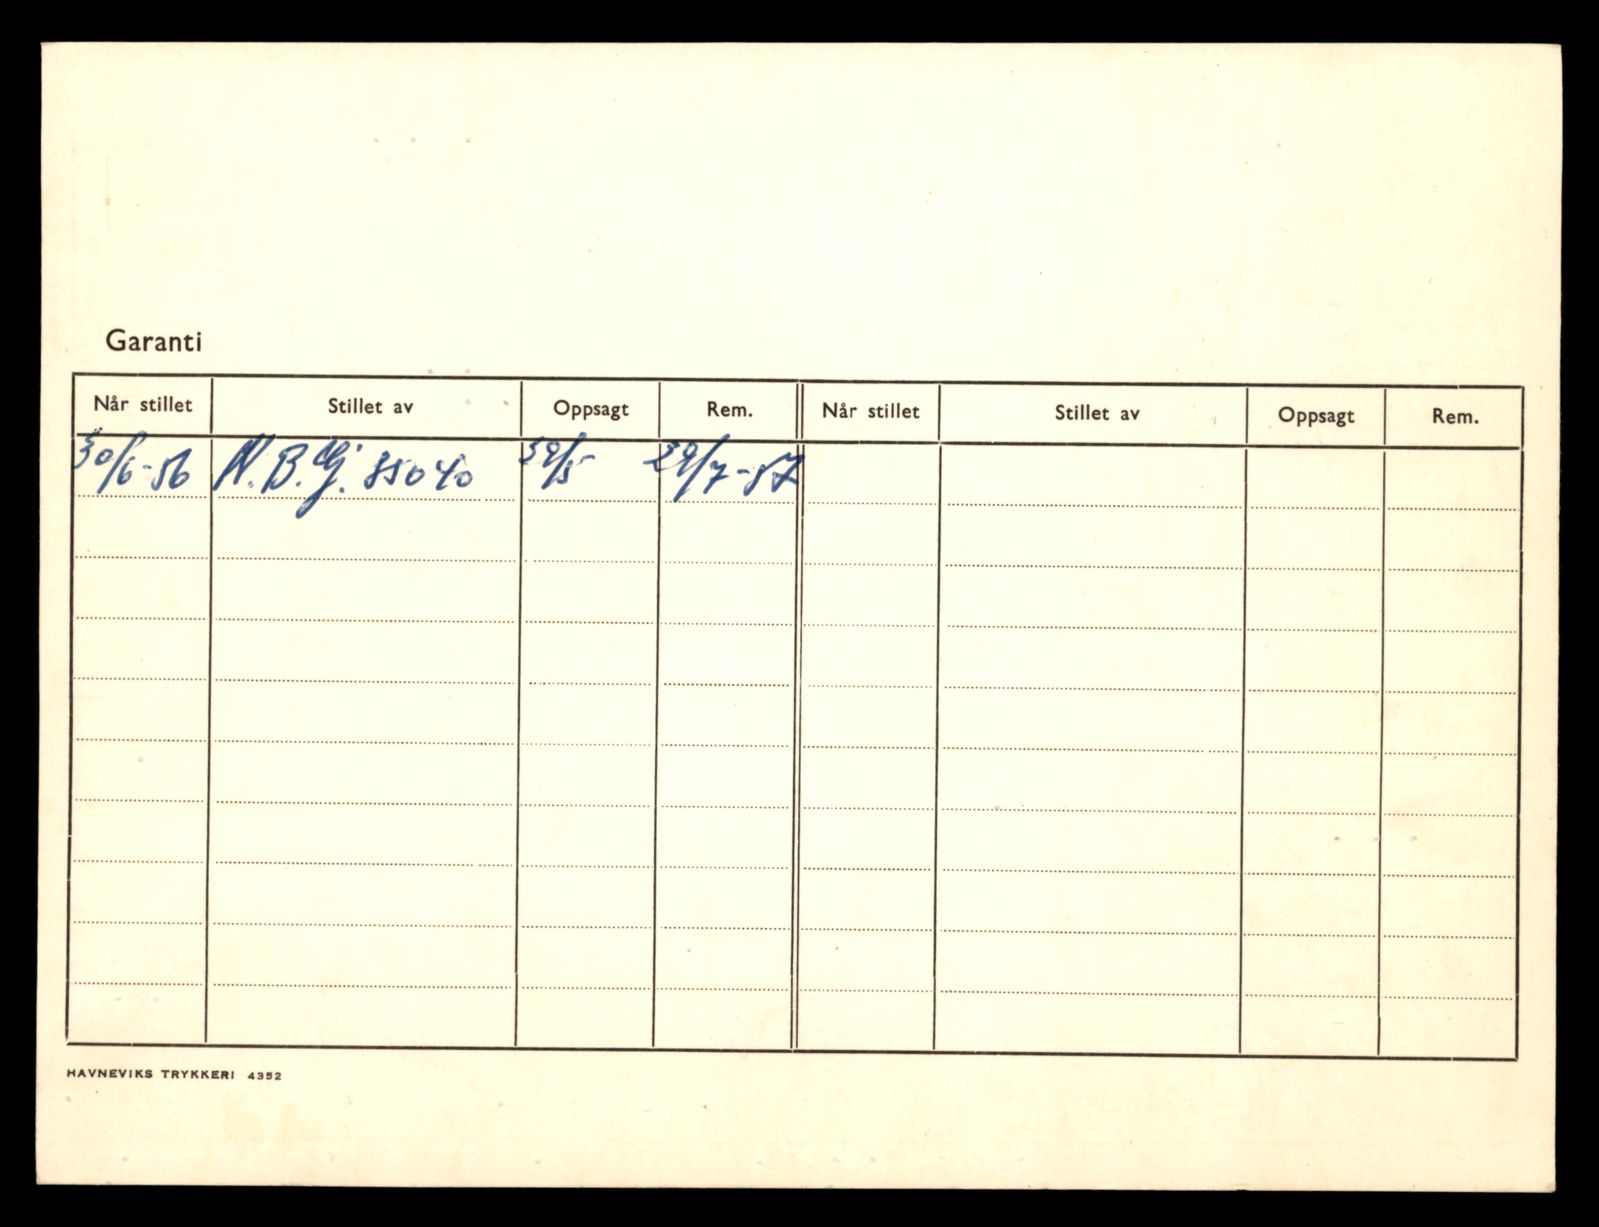 Garanti
Når stillet Stillet av Oppsagt Rem. Når stillet Stillet av Oppsagt Rem.
30/6-56 N.B.G. 85040 29/5 29/7-57
HAVNEVIKS TRYKKERI 4352